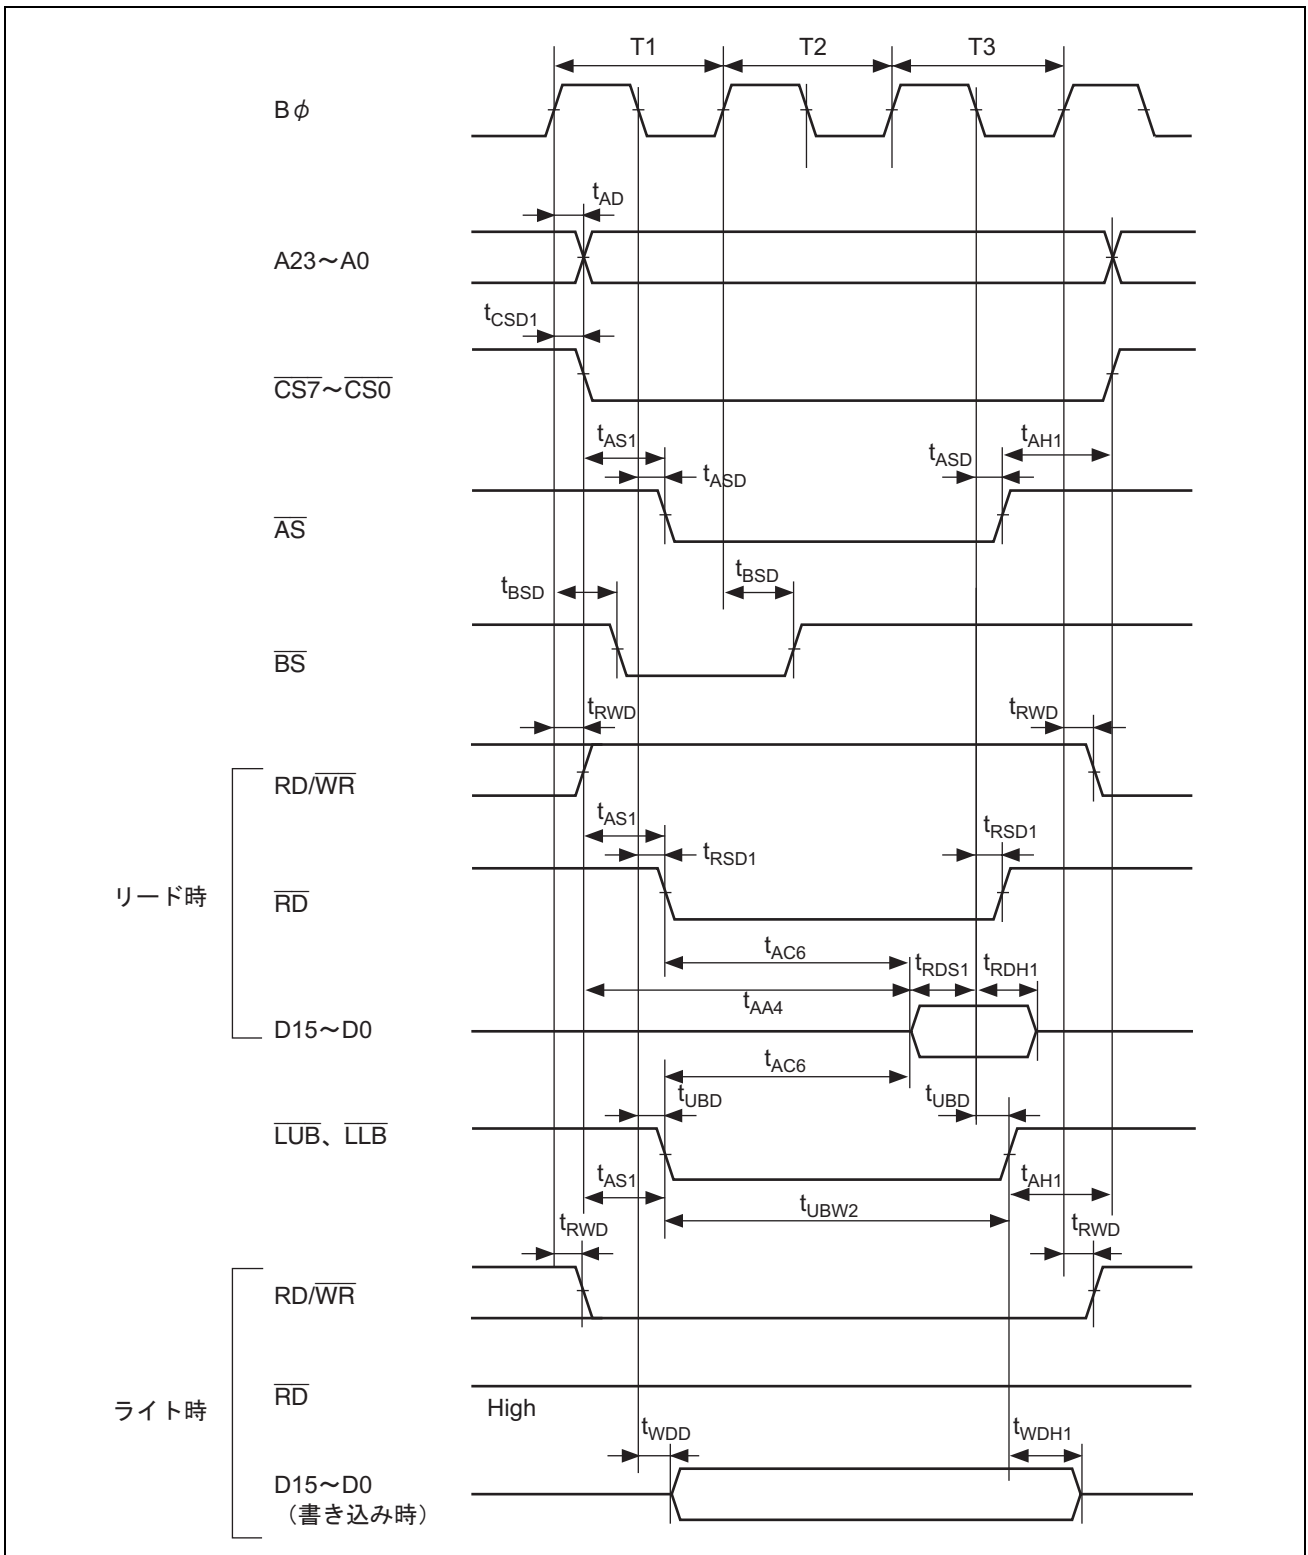 T1 T2 T3
Bφ
tAD
A23～A0
tCSD1
CS7～CS0
tAS1 tASD tASD tAH1
AS
tBSD tBSD
BS
tRWD tRWD
RD/WR
tAS1 tRSD1 tRSD1
リード時
RD
tAC6 tRDS1 tRDH1
tAA4
D15～D0
tAC6
tUBD tUBD
LUB、LLB
tAS1 tUBW2 tAH1
tRWD tRWD
RD/WR
RD
High
ライト時
tWDD tWDH1
D15～D0
（書き込み時）